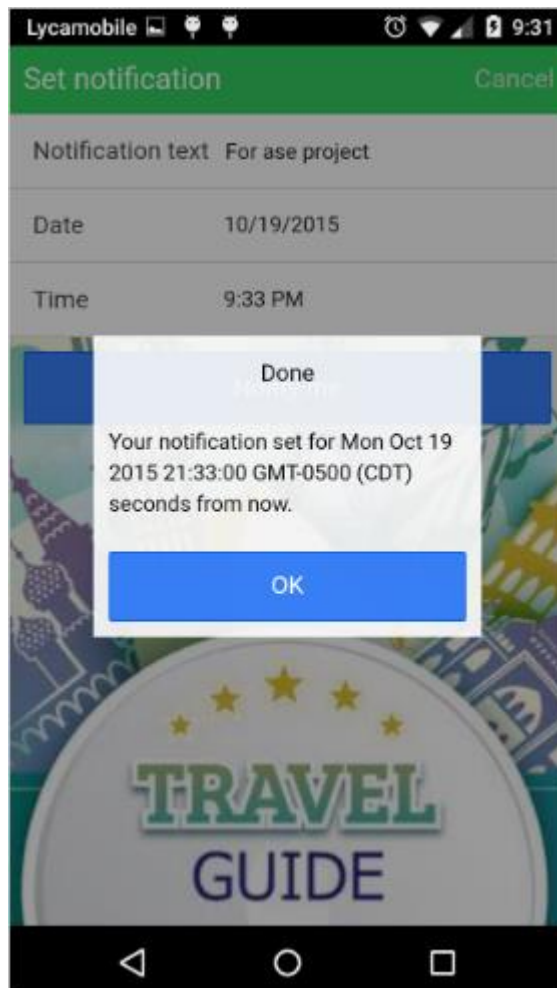 Lycamobile 9:31
Set notification Cancel
Notification text For ase project
Date 10/19/2015
Time 9:33 PM
Done
Your notification set for Mon Oct 19
2015 21:33:00 GMT-0500 (CDT)
seconds from now.
OK
TRAVEL
GUIDE